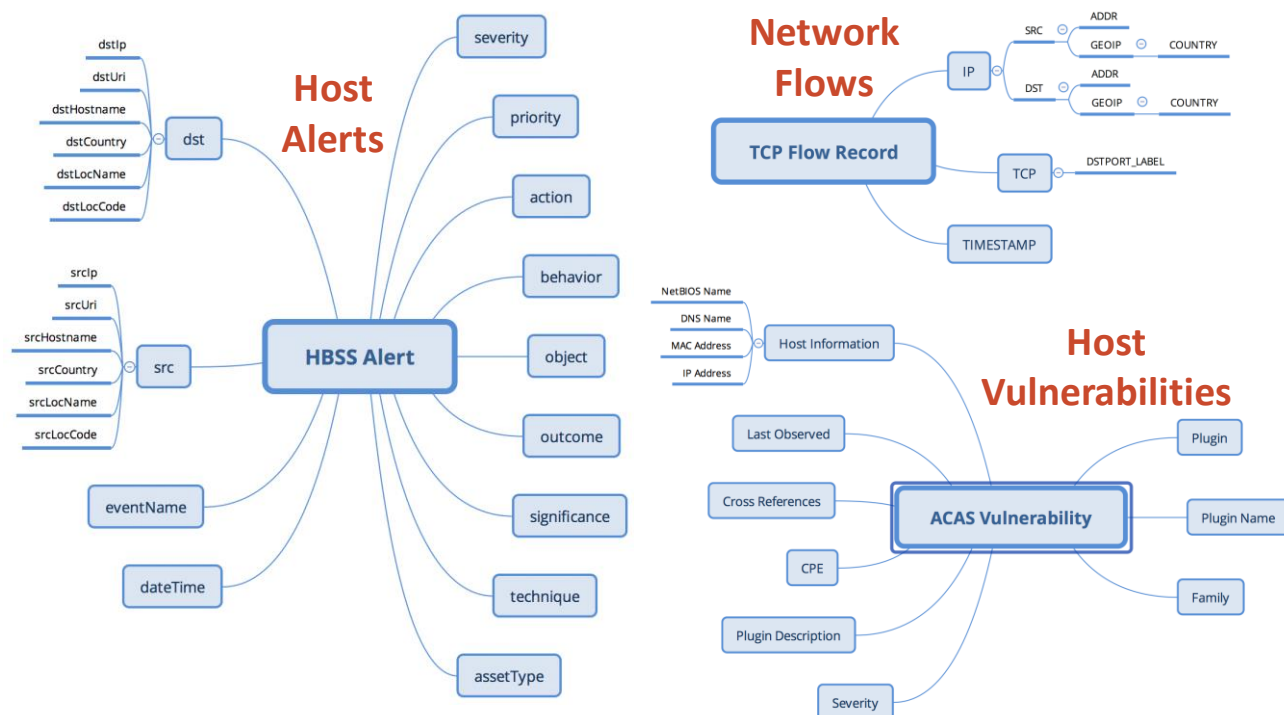 Host
Alerts
dstIp
dstUri
dstHostname
dstCountry
dstLocName
dstLocCode
dst
srcIp
srcUri
srcHostname
srcCountry
srcLocName
srcLocCode
src
eventName
dateTime
HBSS Alert
severity
priority
action
behavior
object
outcome
significance
technique
assetType
Network
Flows
TCP Flow Record
IP
SRC
ADDR
GEOIP
COUNTRY
DST
ADDR
GEOIP
COUNTRY
TCP
DSTPORT_LABEL
TIMESTAMP
Host
Vulnerabilities
NetBIOS Name
DNS Name
MAC Address
IP Address
Host Information
Last Observed
Cross References
CPE
Plugin Description
Severity
ACAS Vulnerability
Plugin
Plugin Name
Family